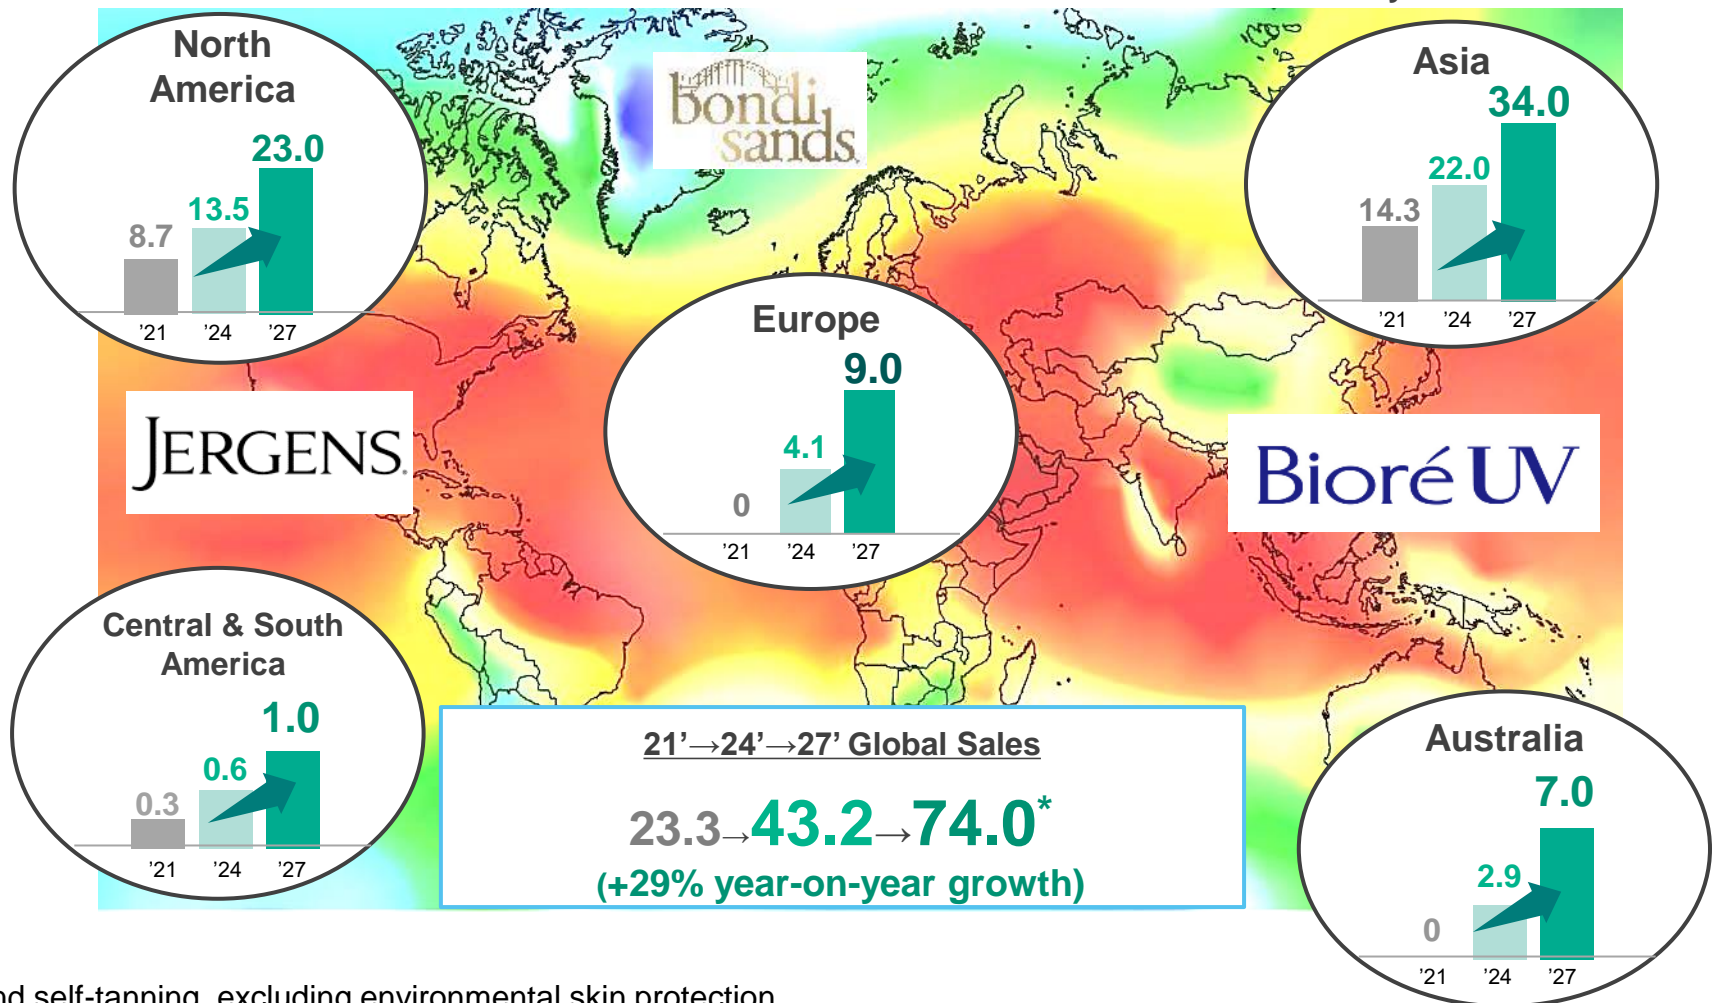 North
America
23.0
13.5
8.7
’21 ’24 ’27
bondi
sands
Asia
34.0
22.0
14.3
’21 ’24 ’27
JERGENS
Europe
9.0
4.1
0
’21 ’24 ’27
Bioré UV
Central & South
America
1.0
0.6
0.3
’21 ’24 ’27
21’→24’→27’ Global Sales
23.3→43.2→74.0*
(+29% year-on-year growth)
Australia
7.0
2.9
0
’21 ’24 ’27
self-tanning, excluding environmental skin protection